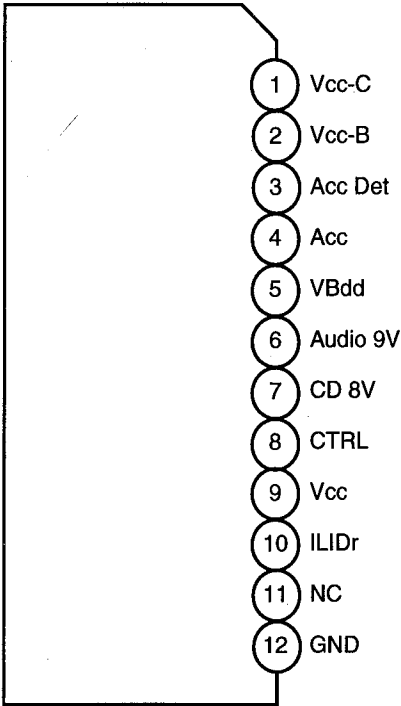 1 Vcc-C
2 Vcc-B
3 Acc Det
4 Acc
5 VBdd
6 Audio 9V
7 CD 8V
8 CTRL
9 Vcc
10 ILIDr
11 NC
12 GND